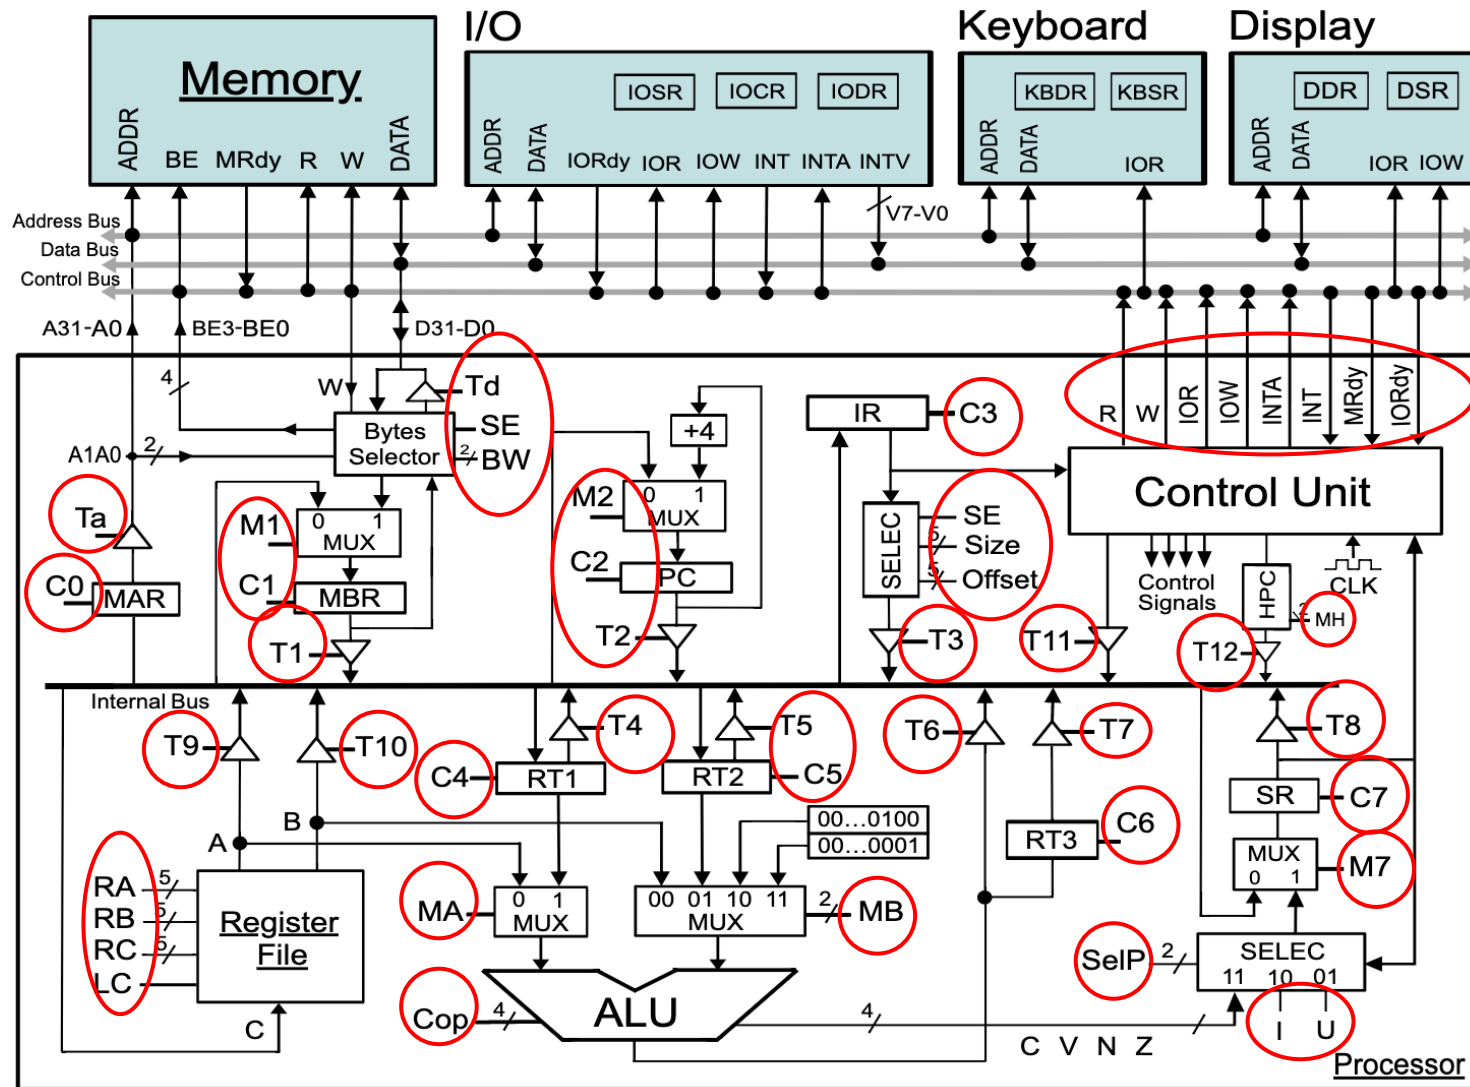 I/O
Keyboard
Display
Memory
IOSR
IOCR
IODR
KBDR
KBSR
DDR
DSR
ADDR
BE
MRdy
R
W
DATA
ADDR
DATA
IORdy
IOR
IOW
INT
INTA
INTV
ADDR
DATA
IOR
ADDR
DATA
IOR
IOW
V7-V0
Address Bus
Data Bus
Control Bus
A31-A0
BE3-BE0
D31-D0
4
W
Td
SE
2
BW
Bytes
Selector
A1A0
2
+4
IR
C3
R
W
IOR
IOW
INTA
INT
MRdy
IORdy
Control Unit
Ta
C0
MAR
M1
0 1
MUX
C1
MBR
T1
M2
0 1
MUX
C2
PC
T2
SELEC
SE
5
Size
5
Offset
T3
Control
Signals
CLK
HPC
2
MH
T11
T12
Internal Bus
T9
T10
T4
T5
T6
T7
T8
C4
RT1
RT2
C5
SR
C7
00...0100
00...0001
RT3
C6
B
A
MUX
0 1
M7
RA
5
RB
5
RC
5
LC
Register
File
MA
0 1
MUX
00 01 10 11
MUX
2
MB
SelP
2
SELEC
11 10 01
I U
C
Cop
4
ALU
4
C V N Z
Processor